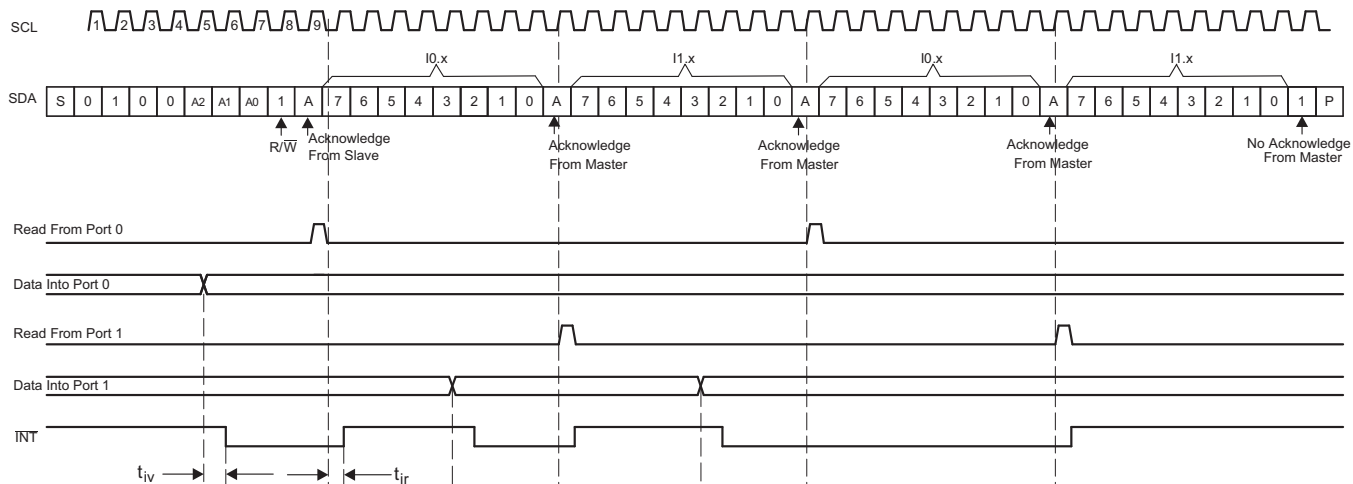 SCL 1 2 3 4 5 6 7 8 9
I0.x I1.x I0.x I1.x
SDA S 0 1 0 0 A2 A1 A0 1 A 7 6 5 4 3 2 1 0 A 7 6 5 4 3 2 1 0 A 7 6 5 4 3 2 1 0 A 7 6 5 4 3 2 1 0 1 P
R/W̅
Acknowledge
From Slave
Acknowledge
From Master
Acknowledge
From Master
Acknowledge
From Master
No Acknowledge
From Master
Read From Port 0
Data Into Port 0
Read From Port 1
Data Into Port 1
I̅N̅T̅
tiv tir